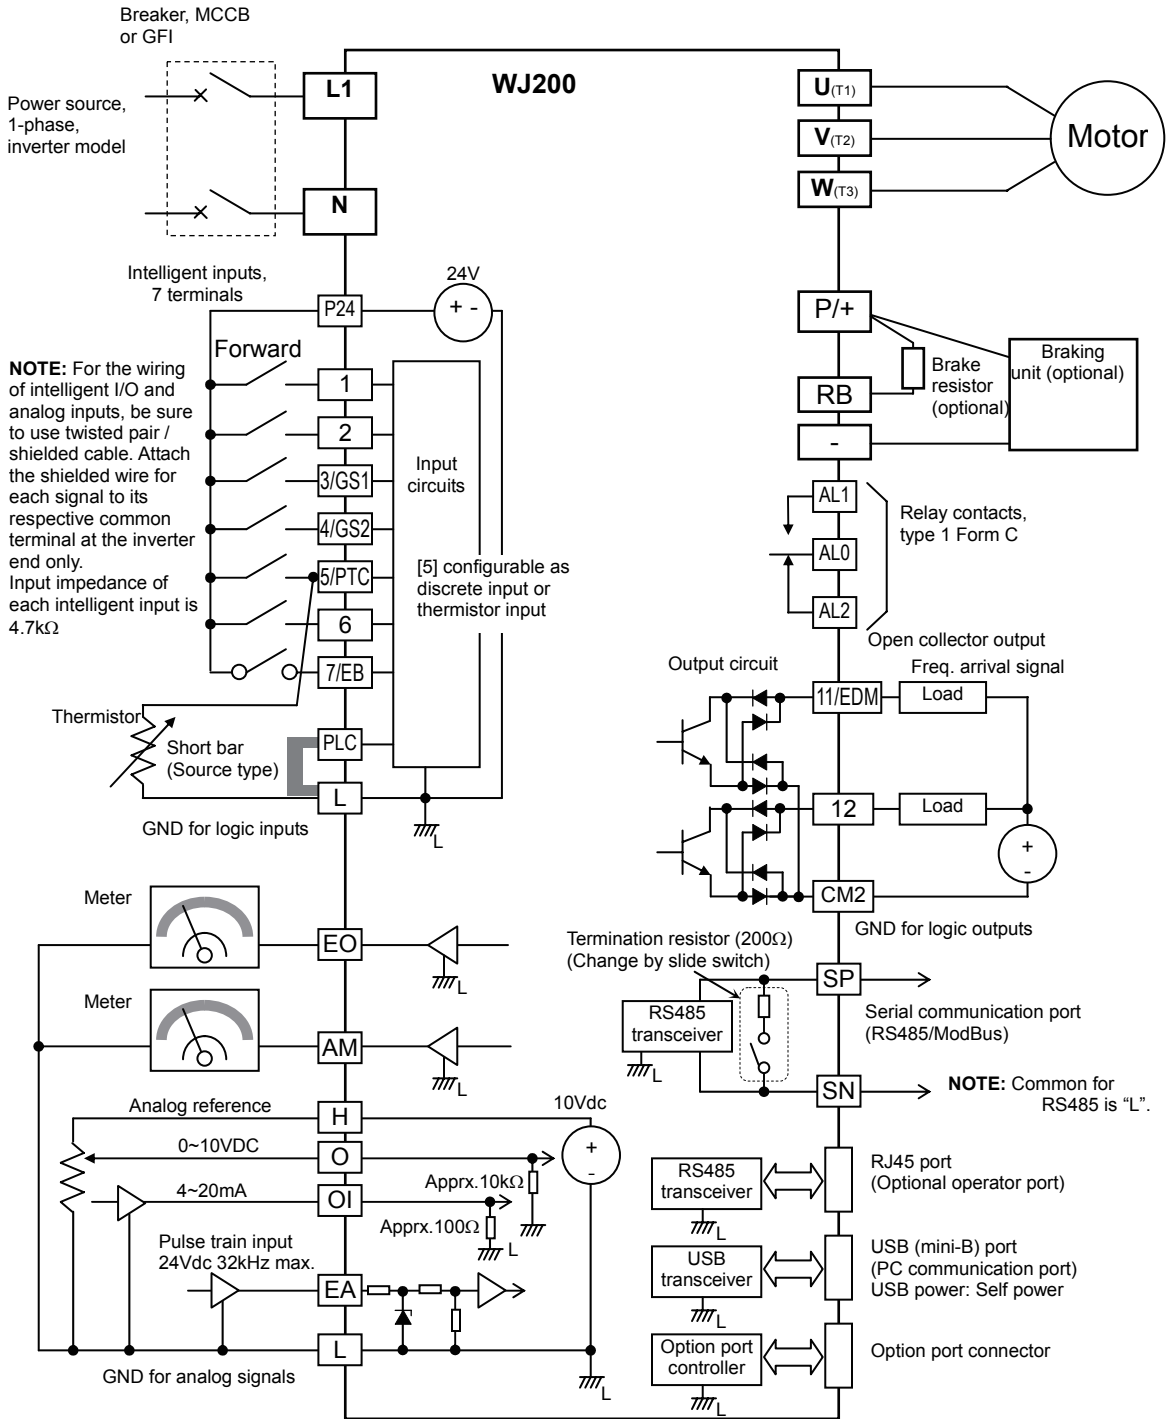 Breaker, MCCB
or GFI
Power source,
1-phase,
inverter model
L1
N
WJ200
U(T1)
V(T2)
W(T3)
Motor
Intelligent inputs,
7 terminals
P24
24V
+ -
Forward
NOTE: For the wiring
of intelligent I/O and
analog inputs, be sure
to use twisted pair /
shielded cable. Attach
the shielded wire for
each signal to its
respective common
terminal at the inverter
end only.
Input impedance of
each intelligent input is
4.7kΩ
1
2
3/GS1
4/GS2
5/PTC
6
7/EB
PLC
L
Input
circuits
[5] configurable as
discrete input or
thermistor input
Thermistor
Short bar
(Source type)
GND for logic inputs
L
P/+
RB
-
Brake
resistor
(optional)
Braking
unit (optional)
AL1
AL0
AL2
Relay contacts,
type 1 Form C
Open collector output
Output circuit
Freq. arrival signal
11/EDM
Load
12
Load
+
-
CM2
GND for logic outputs
Meter
EO
L
Meter
AM
L
Termination resistor (200Ω)
(Change by slide switch)
SP
RS485
transceiver
L
Serial communication port
(RS485/ModBus)
SN
NOTE: Common for
RS485 is “L”.
Analog reference
H
10Vdc
+
-
0~10VDC
O
Apprx.10kΩ
4~20mA
OI
Apprx.100Ω
L
Pulse train input
24Vdc 32kHz max.
EA
L
L
GND for analog signals
RS485
transceiver
L
RJ45 port
(Optional operator port)
USB
transceiver
L
USB (mini-B) port
(PC communication port)
USB power: Self power
Option port
controller
L
Option port connector